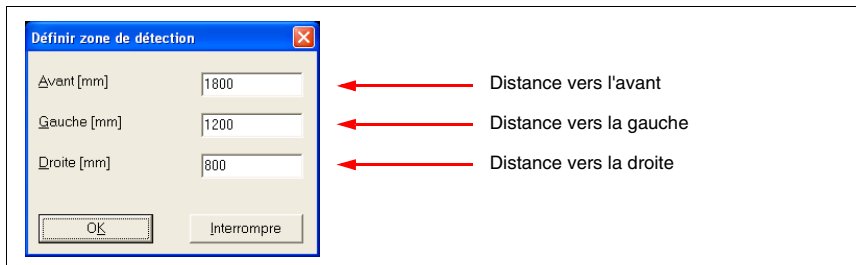 Définir zone de détection
Avant [mm] 1800 Distance vers l'avant
Gauche [mm] 1200 Distance vers la gauche
Droite [mm] 800 Distance vers la droite
OK Interrompre